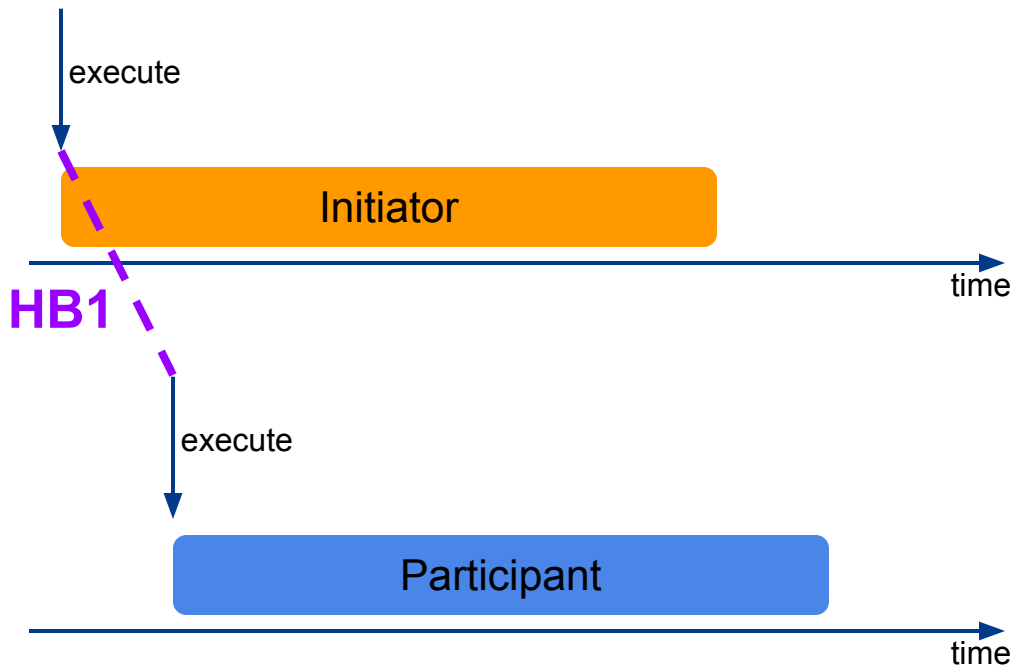 execute
Initiator
time
HB1
execute
Participant
time